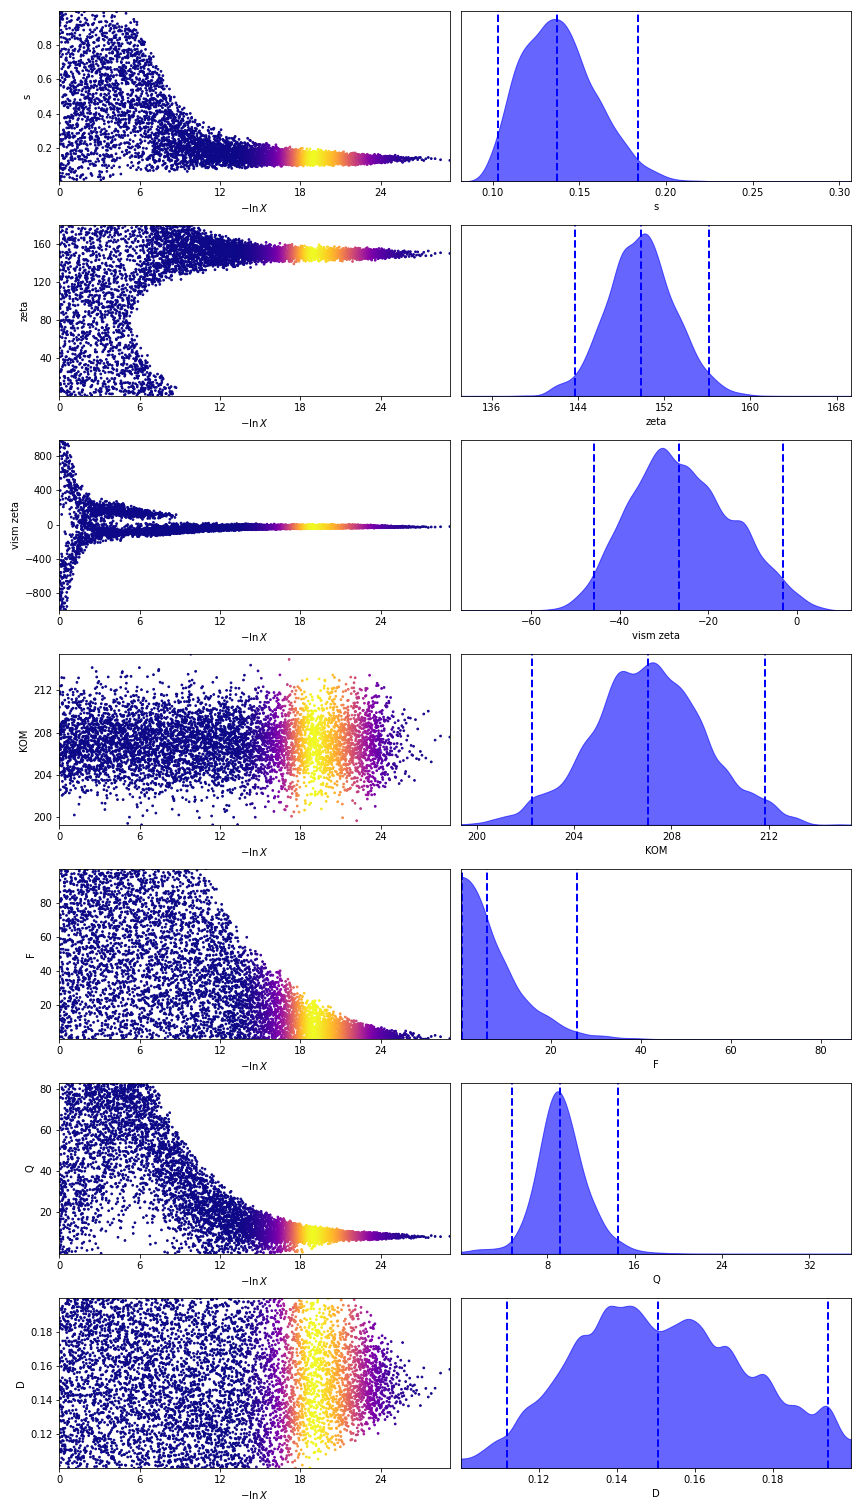 s
0.8
0.6
0.4
0.2
0 6 12 18 24
−ln X
0.10 0.15 0.20 0.25 0.30
s
zeta
160
120
80
40
0 6 12 18 24
−ln X
136 144 152 160 168
zeta
vism zeta
800
400
0
−400
−800
0 6 12 18 24
−ln X
−60 −40 −20 0
vism zeta
KOM
212
208
204
200
0 6 12 18 24
−ln X
200 204 208 212
KOM
F
80
60
40
20
0 6 12 18 24
−ln X
20 40 60 80
F
Q
80
60
40
20
0 6 12 18 24
−ln X
8 16 24 32
Q
D
0.18
0.16
0.14
0.12
0 6 12 18 24
−ln X
0.12 0.14 0.16 0.18
D